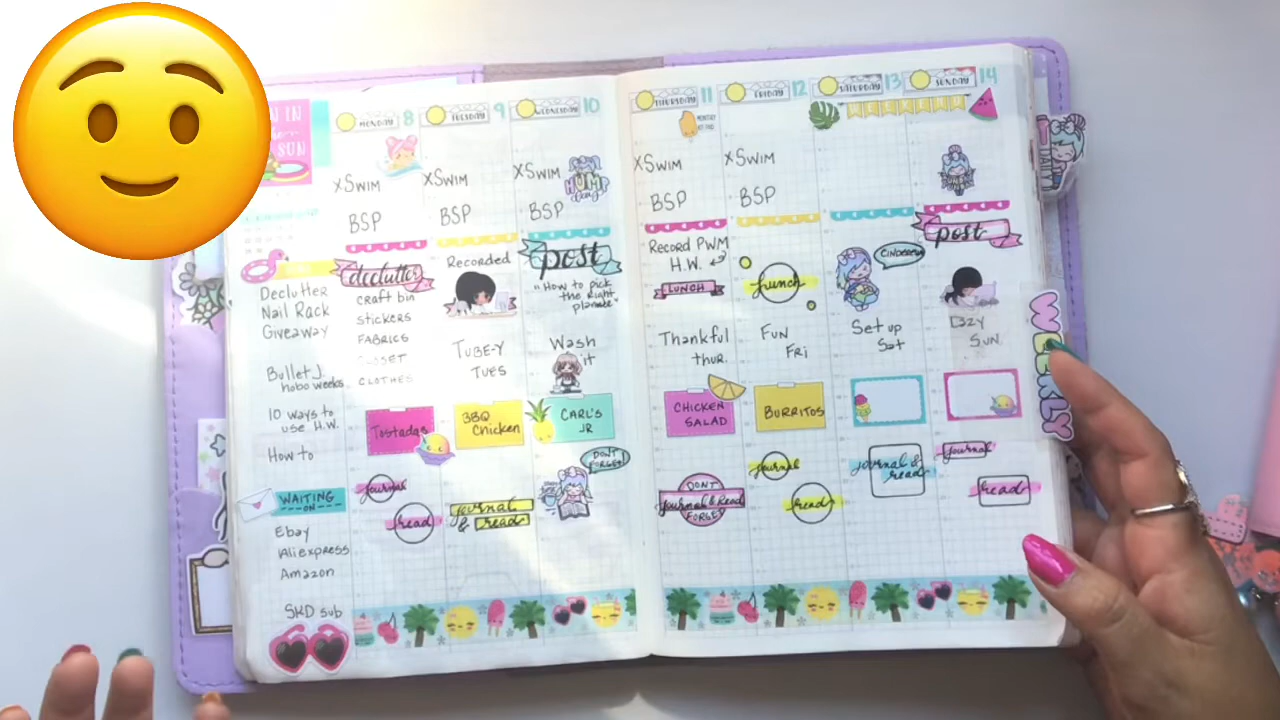 MONDAY 8
TUESDAY 9
WEDNESDAY 10
THURSDAY 11
FRIDAY 12
SATURDAY 13
SUNDAY 14
WEEKEND
XSWIM
XSWIM
XSWIM
HUMP
day
XSWIM
XSWIM
BSP
BSP
BSP
BSP
BSP
Declutter
Nail Rack
Giveaway
Bullet J.
hobo weeks
10 ways to
use H.W.
How to
WAITING
-ON-
Ebay
Aliexpress
Amazon
SKD sub
declutter
craft bin
stickers
FABRICS
CLOTHES
Tostadas
journal
read
Recorded
TUBE-Y
TUES
BBQ
Chicken
journal
& read
post
"How to pick
the Right
planner"
Wash
it
CARL'S
JR
DON'T
FORGET
Record PWM
H.W.
LUNCH
Thankful
thur.
CHICKEN
SALAD
DON'T
journal & Read
FORGET
lunch
FUN
Fri
BURRITOS
journal
read
CINDERELLA
Set up
Sat
journal &
read
post
SUN.
journal
read
WEEKLY